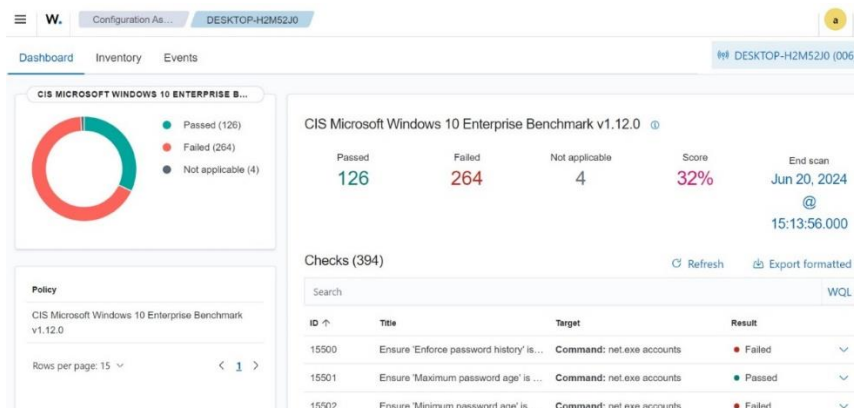 W.
Configuration As...
DESKTOP-H2M52J0
a
Dashboard
Inventory
Events
DESKTOP-H2M52J0 (006
CIS MICROSOFT WINDOWS 10 ENTERPRISE B...
Passed (126)
Failed (264)
Not applicable (4)
Policy
CIS Microsoft Windows 10 Enterprise Benchmark
v1.12.0
Rows per page: 15
< 1 >
CIS Microsoft Windows 10 Enterprise Benchmark v1.12.0
Passed
Failed
Not applicable
Score
End scan
126
264
4
32%
Jun 20, 2024
@
15:13:56.000
Checks (394)
Refresh
Export formatted
Search
WQL
ID ↑ Title Target Result
15500 Ensure 'Enforce password history' is... Command: net.exe accounts Failed
15501 Ensure 'Maximum password age' is ... Command: net.exe accounts Passed
15502 Ensure 'Minimum password age' is Command: net.exe accounts Failed